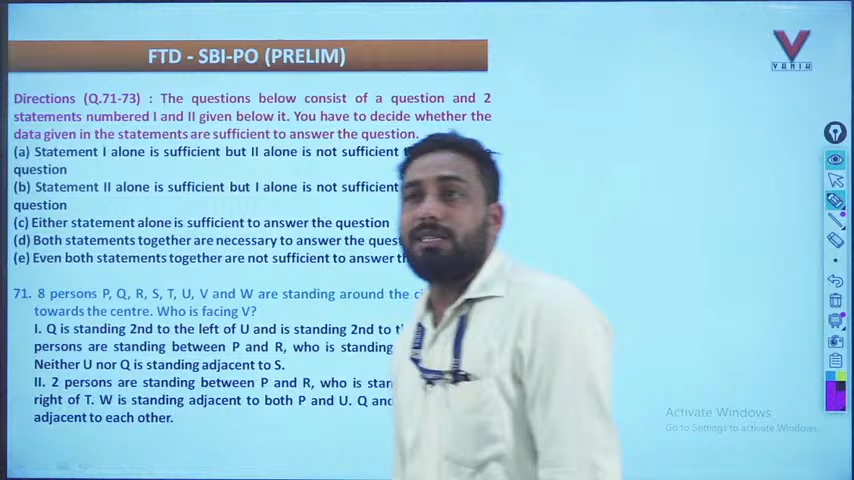 FTD - SBI-PO (PRELIM)
VANIK
Directions (Q.71-73) : The questions below consist of a question and 2
statements numbered I and II given below it. You have to decide whether the
data given in the statements are sufficient to answer the question.
(a) Statement I alone is sufficient but II alone is not sufficient
question
(b) Statement II alone is sufficient but I alone is not sufficient
question
(c) Either statement alone is sufficient to answer the question
(d) Both statements together are necessary to answer the
(e) Even both statements together are not sufficient to answer
71. 8 persons P, Q, R, S, T, U, V and W are standing around the
towards the centre. Who is facing V?
I. Q is standing 2nd to the left of U and is standing 2nd to
persons are standing between P and R, who is standing
Neither U nor Q is standing adjacent to S.
II. 2 persons are standing between P and R, who is
right of T. W is standing adjacent to both P and U. Q
adjacent to each other.
Activate Windows
Go to Settings to activate Windows.